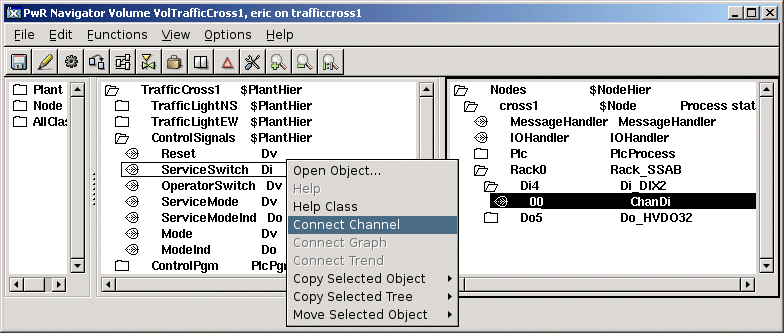 PwR Navigator Volume VolTrafficCross1, eric on trafficcross1
File Edit Functions View Options Help
Plant
Node
AllClas
TrafficCross1 $PlantHier
TrafficLightNS $PlantHier
TrafficLightEW $PlantHier
ControlSignals $PlantHier
Reset Dv
ServiceSwitch Di
OperatorSwitch Dv
ServiceMode Dv
ServiceModeInd Do
Mode Dv
ModeInd Do
ControlPgm PlcPgr
Open Object...
Help
Help Class
Connect Channel
Connect Graph
Connect Trend
Copy Selected Object
Copy Selected Tree
Move Selected Object
Nodes $NodeHier
cross1 $Node Process stat
MessageHandler MessageHandler
IOHandler IOHandler
Plc PlcProcess
Rack0 Rack_SSAB
Di4 Di_DIX2
00 ChanDi
Do5 Do_HVDO32